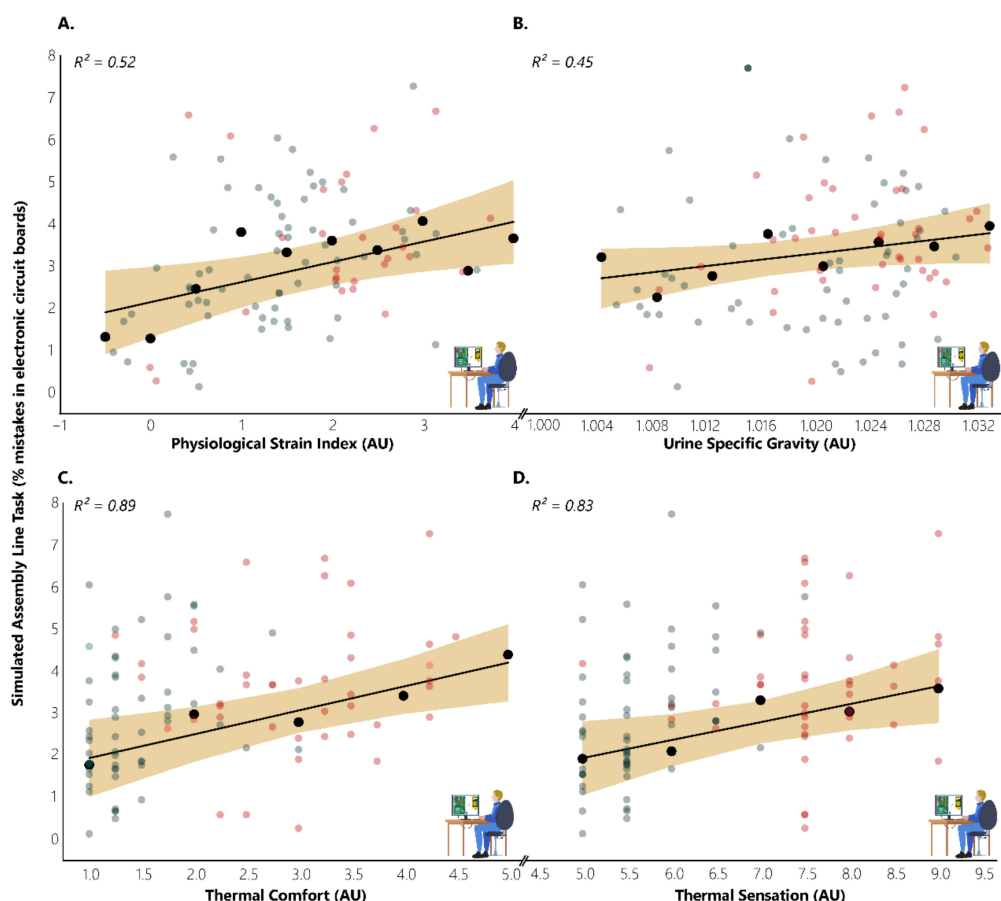 A.
B.
R² = 0.52
R² = 0.45
Simulated Assembly Line Task (% mistakes in electronic circuit boards)
8
7
6
5
4
3
2
1
0
−1 0 1 2 3 4 // 1.000 1.004 1.008 1.012 1.016 1.020 1.024 1.028 1.032
Physiological Strain Index (AU)
Urine Specific Gravity (AU)
C.
D.
R² = 0.89
R² = 0.83
8
7
6
5
4
3
2
1
0
1.0 1.5 2.0 2.5 3.0 3.5 4.0 4.5 5.0 // 4.5 5.0 5.5 6.0 6.5 7.0 7.5 8.0 8.5 9.0 9.5
Thermal Comfort (AU)
Thermal Sensation (AU)